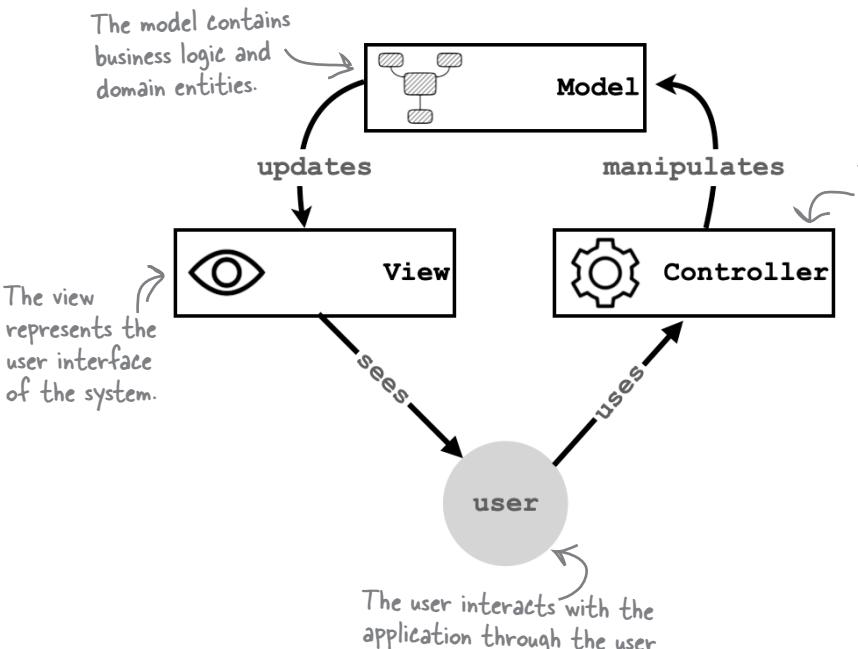 The model contains
business logic and
domain entities.
Model
updates
manipulates
View
Controller
The view
represents the
user interface
of the system.
sees
uses
user
The user interacts with the
application through the user